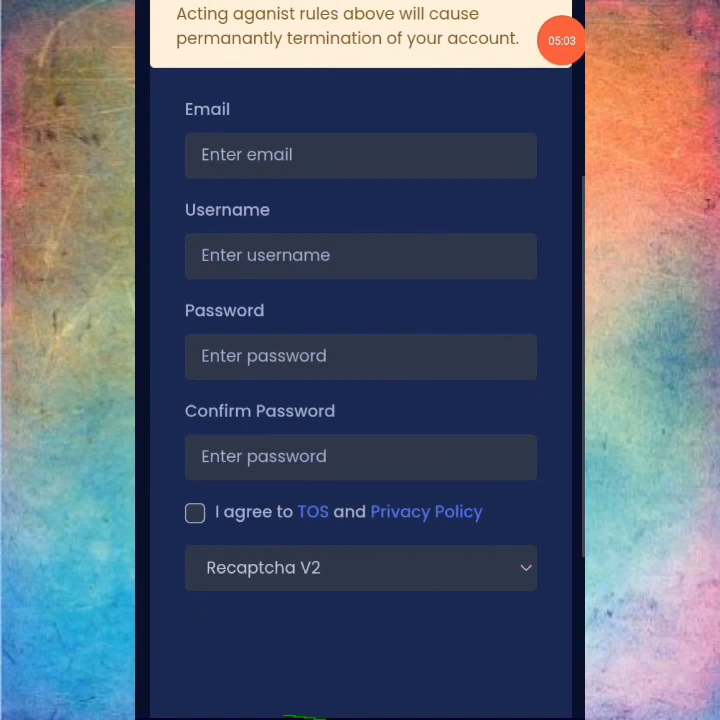 Acting aganist rules above will cause
permanantly termination of your account.
05:03
Email
Enter email
Username
Enter username
Password
Enter password
Confirm Password
Enter password
I agree to TOS and Privacy Policy
Recaptcha V2